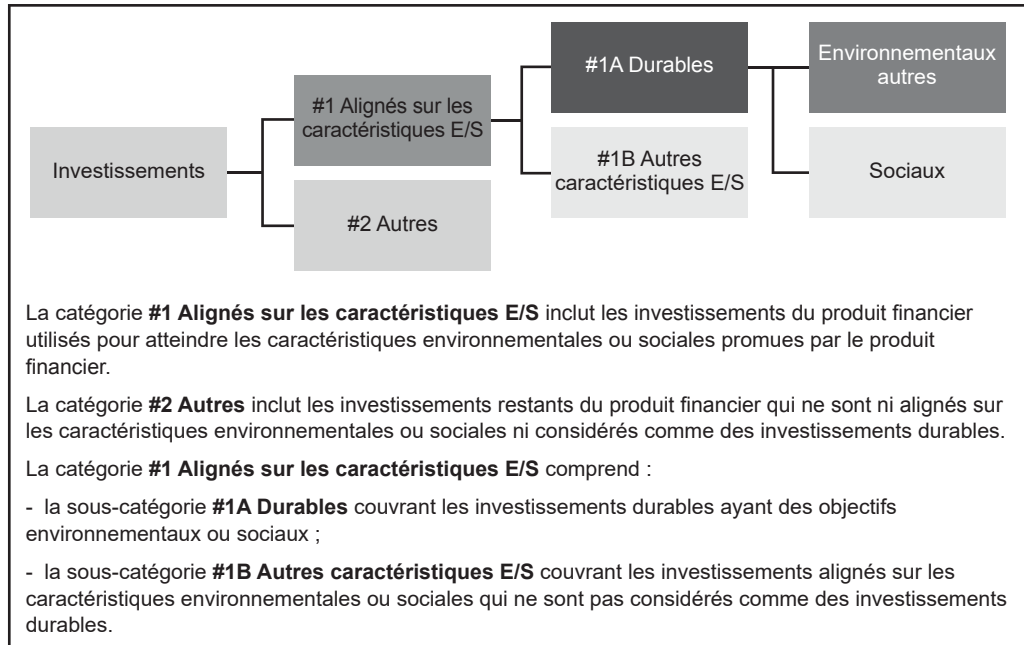 Investissements
#1 Alignés sur les
caractéristiques E/S
#2 Autres
#1A Durables
#1B Autres
caractéristiques E/S
Environnementaux
autres
Sociaux
La catégorie #1 Alignés sur les caractéristiques E/S inclut les investissements du produit financier
utilisés pour atteindre les caractéristiques environnementales ou sociales promues par le produit
financier.
La catégorie #2 Autres inclut les investissements restants du produit financier qui ne sont ni alignés sur
les caractéristiques environnementales ou sociales ni considérés comme des investissements durables.
La catégorie #1 Alignés sur les caractéristiques E/S comprend :
- la sous-catégorie #1A Durables couvrant les investissements durables ayant des objectifs
environnementaux ou sociaux ;
- la sous-catégorie #1B Autres caractéristiques E/S couvrant les investissements alignés sur les
caractéristiques environnementales ou sociales qui ne sont pas considérés comme des investissements
durables.